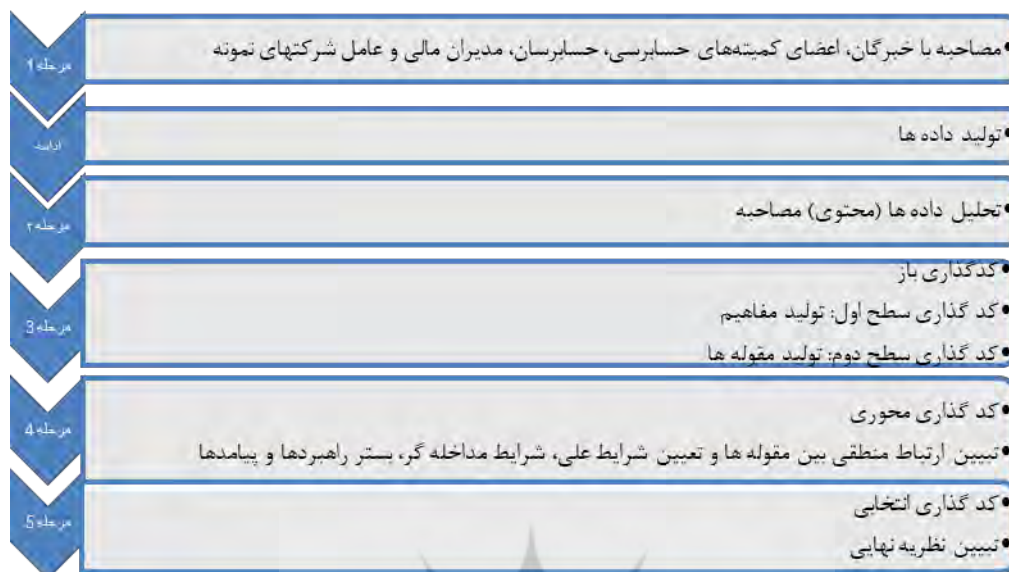 مرحله 1
•مصاحبه با خبرگان، اعضای کمیته‌های حسابرسی، حسابرسان، مدیران مالی و عامل شرکتهای نمونه
ادامه
•تولید داده ها
مرحله ۲
•تحلیل داده ها (محتوی) مصاحبه
مرحله 3
•کدگذاری باز
•کد گذاری سطح اول: تولید مفاهیم
•کد گذاری سطح دوم: تولید مقوله ها
مرحله 4
•کد گذاری محوری
•تبیین ارتباط منطقی بین مقوله ها و تعیین شرایط علی، شرایط مداخله گر، بستر راهبردها و پیامدها
مرحله 5
•کد گذاری انتخابی
•تبیین نظریه نهایی